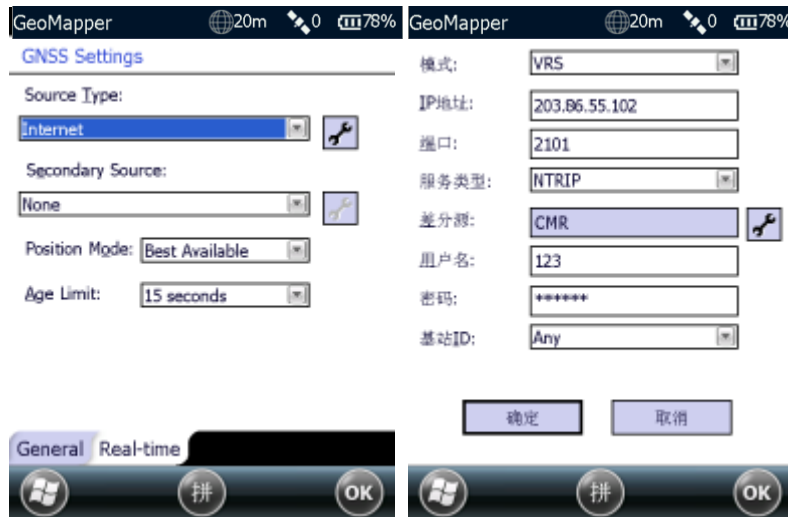 GeoMapper 20m 0 78%
GNSS Settings
Source Type:
Internet
Secondary Source:
None
Position Mode: Best Available
Age Limit: 15 seconds
General Real-time
拼 OK
GeoMapper 20m 0 78%
模式: VRS
IP地址: 203.86.55.102
端口: 2101
服务类型: NTRIP
差分源: CMR
用户名: 123
密码: ******
基站ID: Any
确定 取消
拼 OK